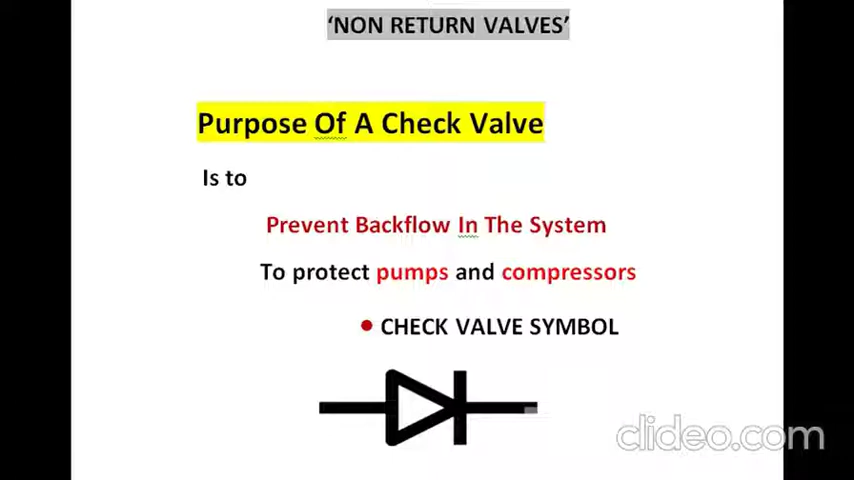 ‘NON RETURN VALVES’
Purpose Of A Check Valve
Is to
Prevent Backflow In The System
To protect pumps and compressors
CHECK VALVE SYMBOL
clideo.com